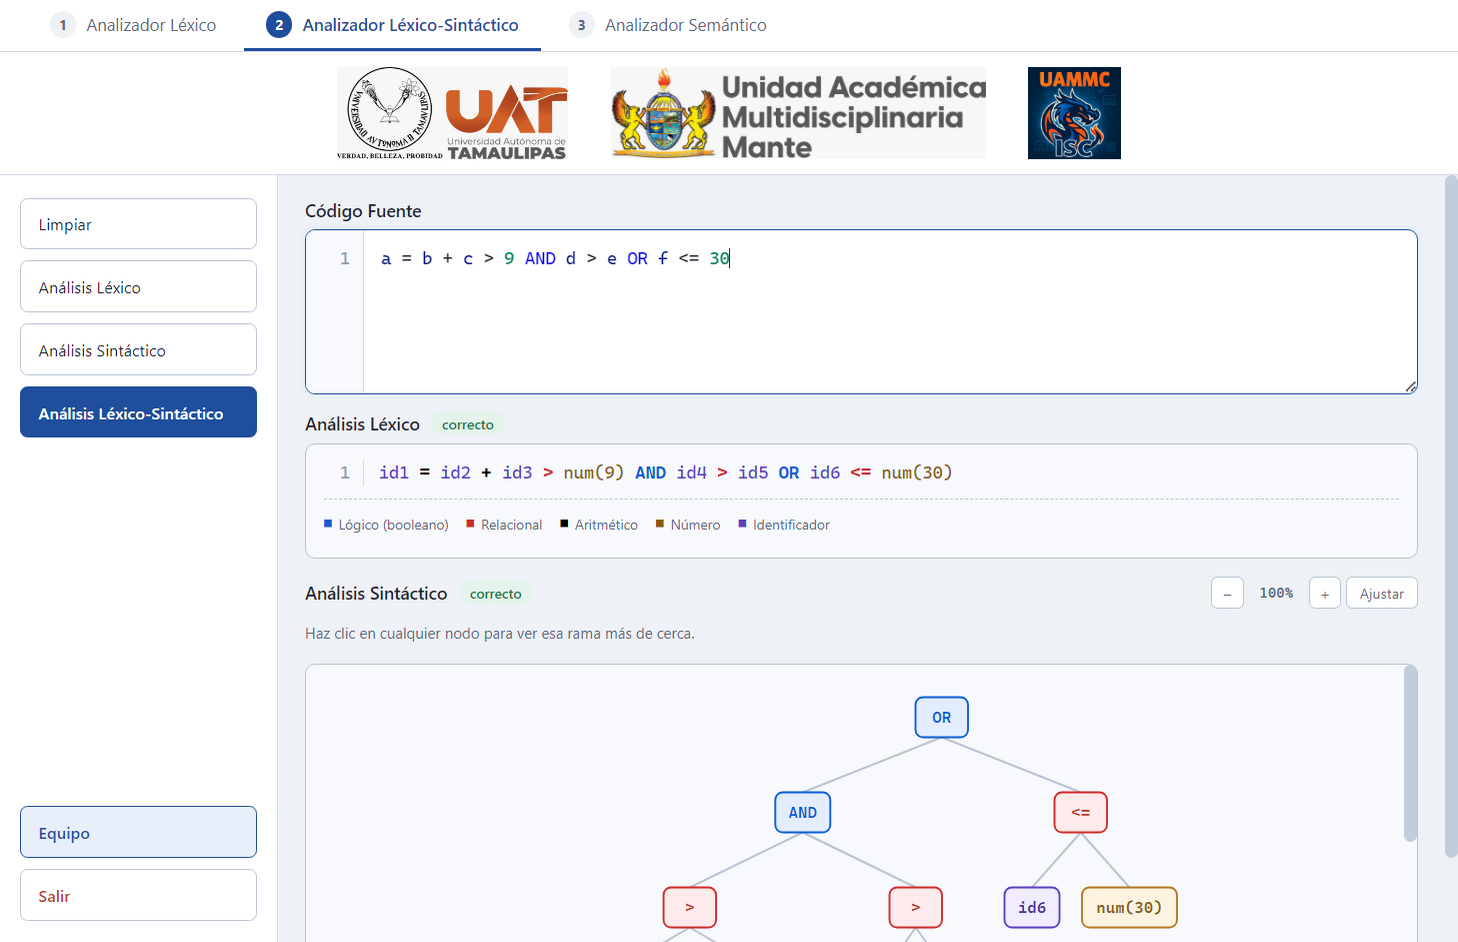 1 Analizador Léxico 2 Analizador Léxico-Sintáctico 3 Analizador Semántico
UNIVERSIDAD AUTONOMA DE TAMAULIPAS
VERDAD, BELLEZA, PROBIDAD
UAT
Universidad Autónoma de
TAMAULIPAS
Unidad Académica
Multidisciplinaria
Mante
UAMMC
ISC
Limpiar
Análisis Léxico
Análisis Sintáctico
Análisis Léxico-Sintáctico
Equipo
Salir
Código Fuente
1 a = b + c > 9 AND d > e OR f <= 30
Análisis Léxico correcto
1 id1 = id2 + id3 > num(9) AND id4 > id5 OR id6 <= num(30)
Lógico (booleano) Relacional Aritmético Número Identificador
Análisis Sintáctico correcto – 100% + Ajustar
Haz clic en cualquier nodo para ver esa rama más de cerca.
OR
AND <=
> > id6 num(30)